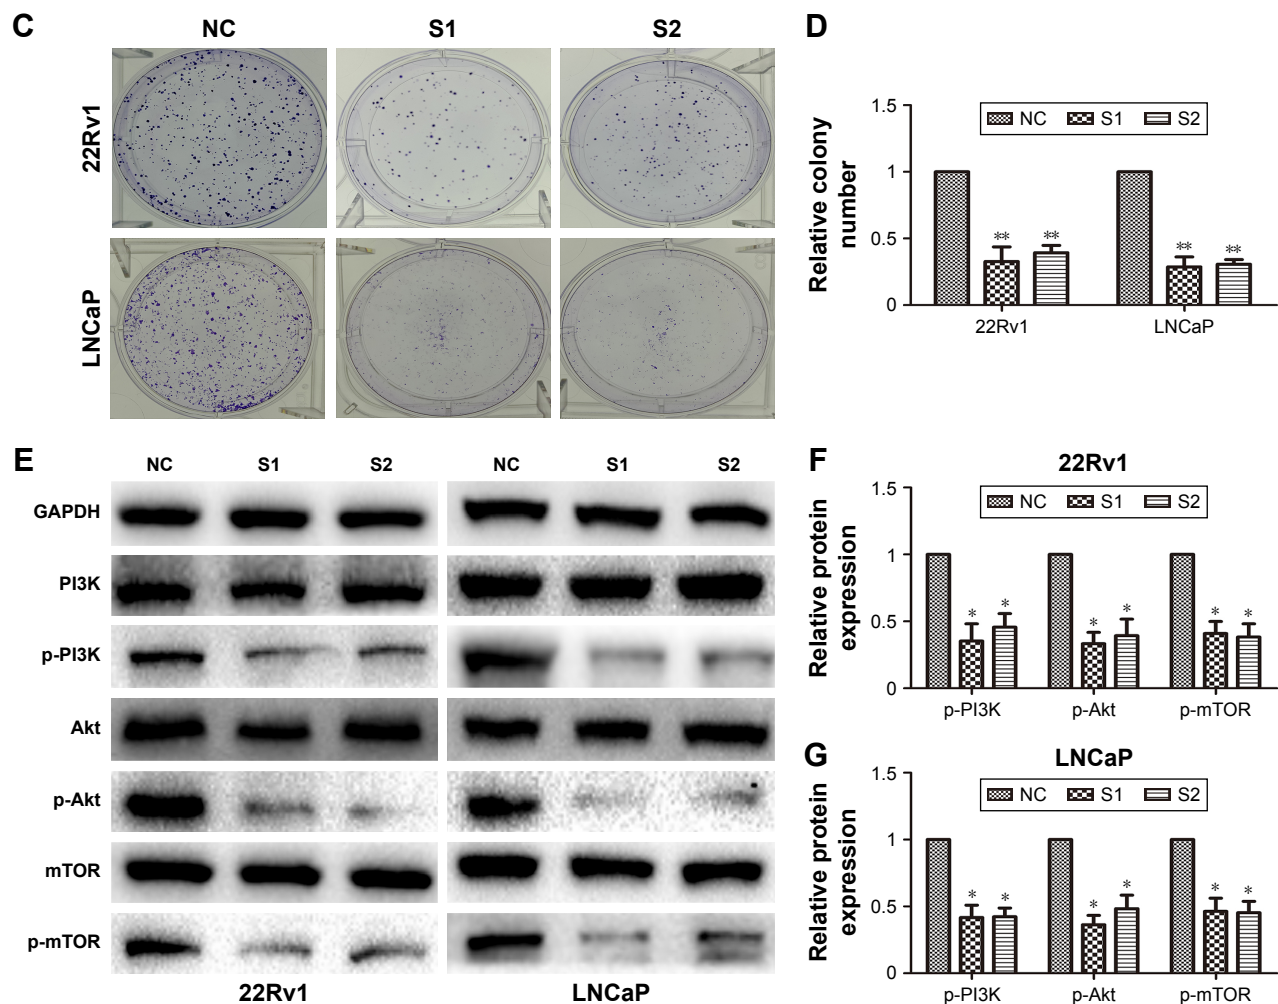 C
NC
S1
S2
22Rv1
LNCaP
D
Relative colony
number
1.5
1
0.5
0
NC
S1
S2
**
**
**
**
22Rv1
LNCaP
E
NC
S1
S2
NC
S1
S2
GAPDH
PI3K
p-PI3K
Akt
p-Akt
mTOR
p-mTOR
22Rv1
LNCaP
F
22Rv1
Relative protein
expression
1.5
1
0.5
0
NC
S1
S2
*
*
*
*
*
*
p-PI3K
p-Akt
p-mTOR
G
LNCaP
Relative protein
expression
1.5
1
0.5
0
NC
S1
S2
*
*
*
*
*
*
p-PI3K
p-Akt
p-mTOR